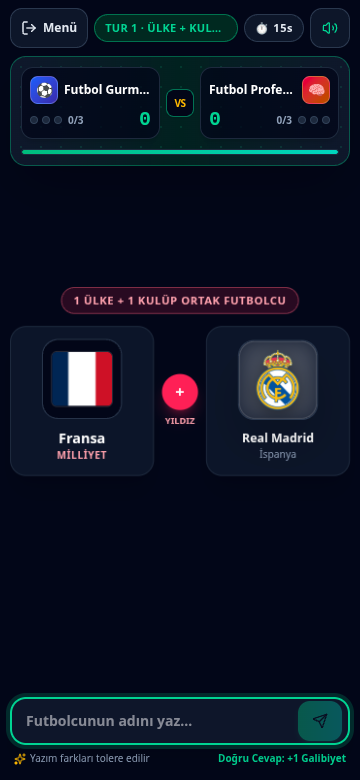 Menü
TUR 1 · ÜLKE + KUL...
15s
Futbol Gurm...
0/3
0
VS
Futbol Profe...
0
0/3
1 ÜLKE + 1 KULÜP ORTAK FUTBOLCU
Fransa
MİLLİYET
+
YILDIZ
Real Madrid
İspanya
Futbolcunun adını yaz...
Yazım farkları tolere edilir
Doğru Cevap: +1 Galibiyet